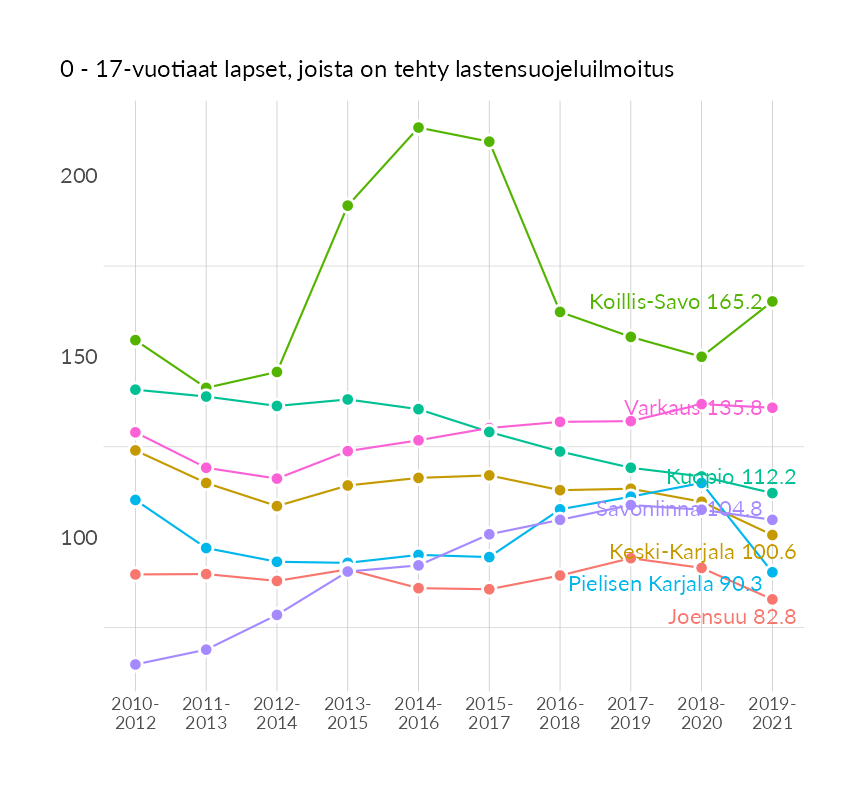 0 - 17-vuotiaat lapset, joista on tehty lastensuojeluilmoitus
200
150
100
Koillis-Savo 165.2
Varkaus 135.8
Kuopio 112.2
Savonlinna 104.8
Keski-Karjala 100.6
Pielisen Karjala 90.3
Joensuu 82.8
2010-
2012
2011-
2013
2012-
2014
2013-
2015
2014-
2016
2015-
2017
2016-
2018
2017-
2019
2018-
2020
2019-
2021